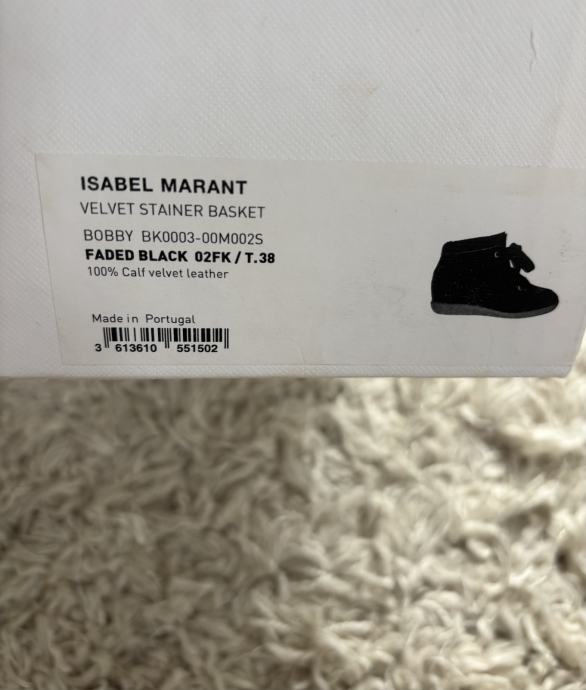 ISABEL MARANT
VELVET STAINER BASKET
BOBBY BK0003-00M002S
FADED BLACK 02FK / T.38
100% Calf velvet leather
Made in Portugal
3 613610 551502